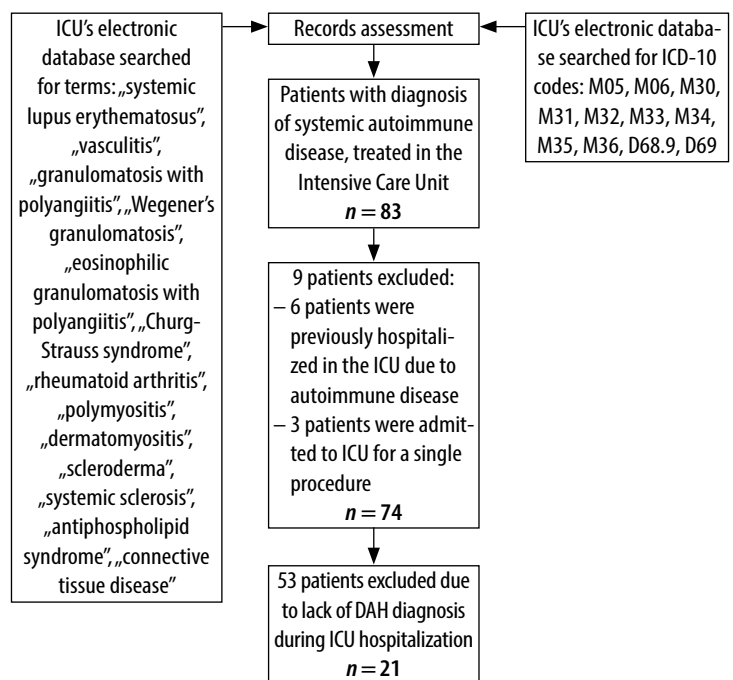 ICU's electronic
database searched
for terms: „systemic
lupus erythematosus”,
„vasculitis”,
„granulomatosis with
polyangiitis”, „Wegener's
granulomatosis”,
„eosinophilic
granulomatosis with
polyangiitis”, „Churg-
Strauss syndrome”,
„rheumatoid arthritis”,
„polymyositis”,
„dermatomyositis”,
„scleroderma”,
„systemic sclerosis”,
„antiphospholipid
syndrome”, „connective
tissue disease”
Records assessment
ICU's electronic databa-
se searched for ICD-10
codes: M05, M06, M30,
M31, M32, M33, M34,
M35, M36, D68.9, D69
Patients with diagnosis
of systemic autoimmune
disease, treated in the
Intensive Care Unit
n = 83
9 patients excluded:
– 6 patients were
previously hospitali-
zed in the ICU due to
autoimmune disease
– 3 patients were admit-
ted to ICU for a single
procedure
n = 74
53 patients excluded due
to lack of DAH diagnosis
during ICU hospitalization
n = 21